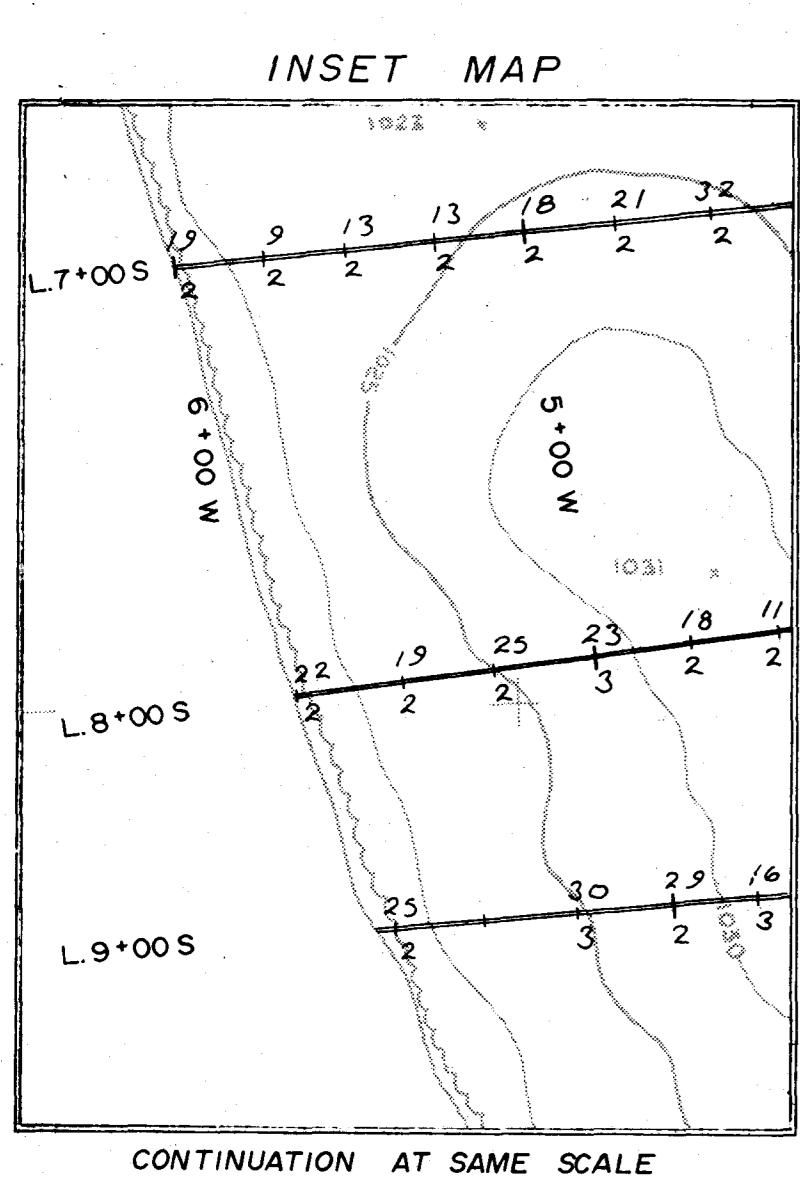 INSET MAP
1022
19 9 13 13 18 21 32
L.7+00S
2 2 2 2 2 2 2
1025
6+00 W
5+00 W
1031
22 19 25 23 18 11
L.8+00S
2 2 2 3 2 2
25 30 29 16
L.9+00S
2 3 2 3
1030
CONTINUATION AT SAME SCALE